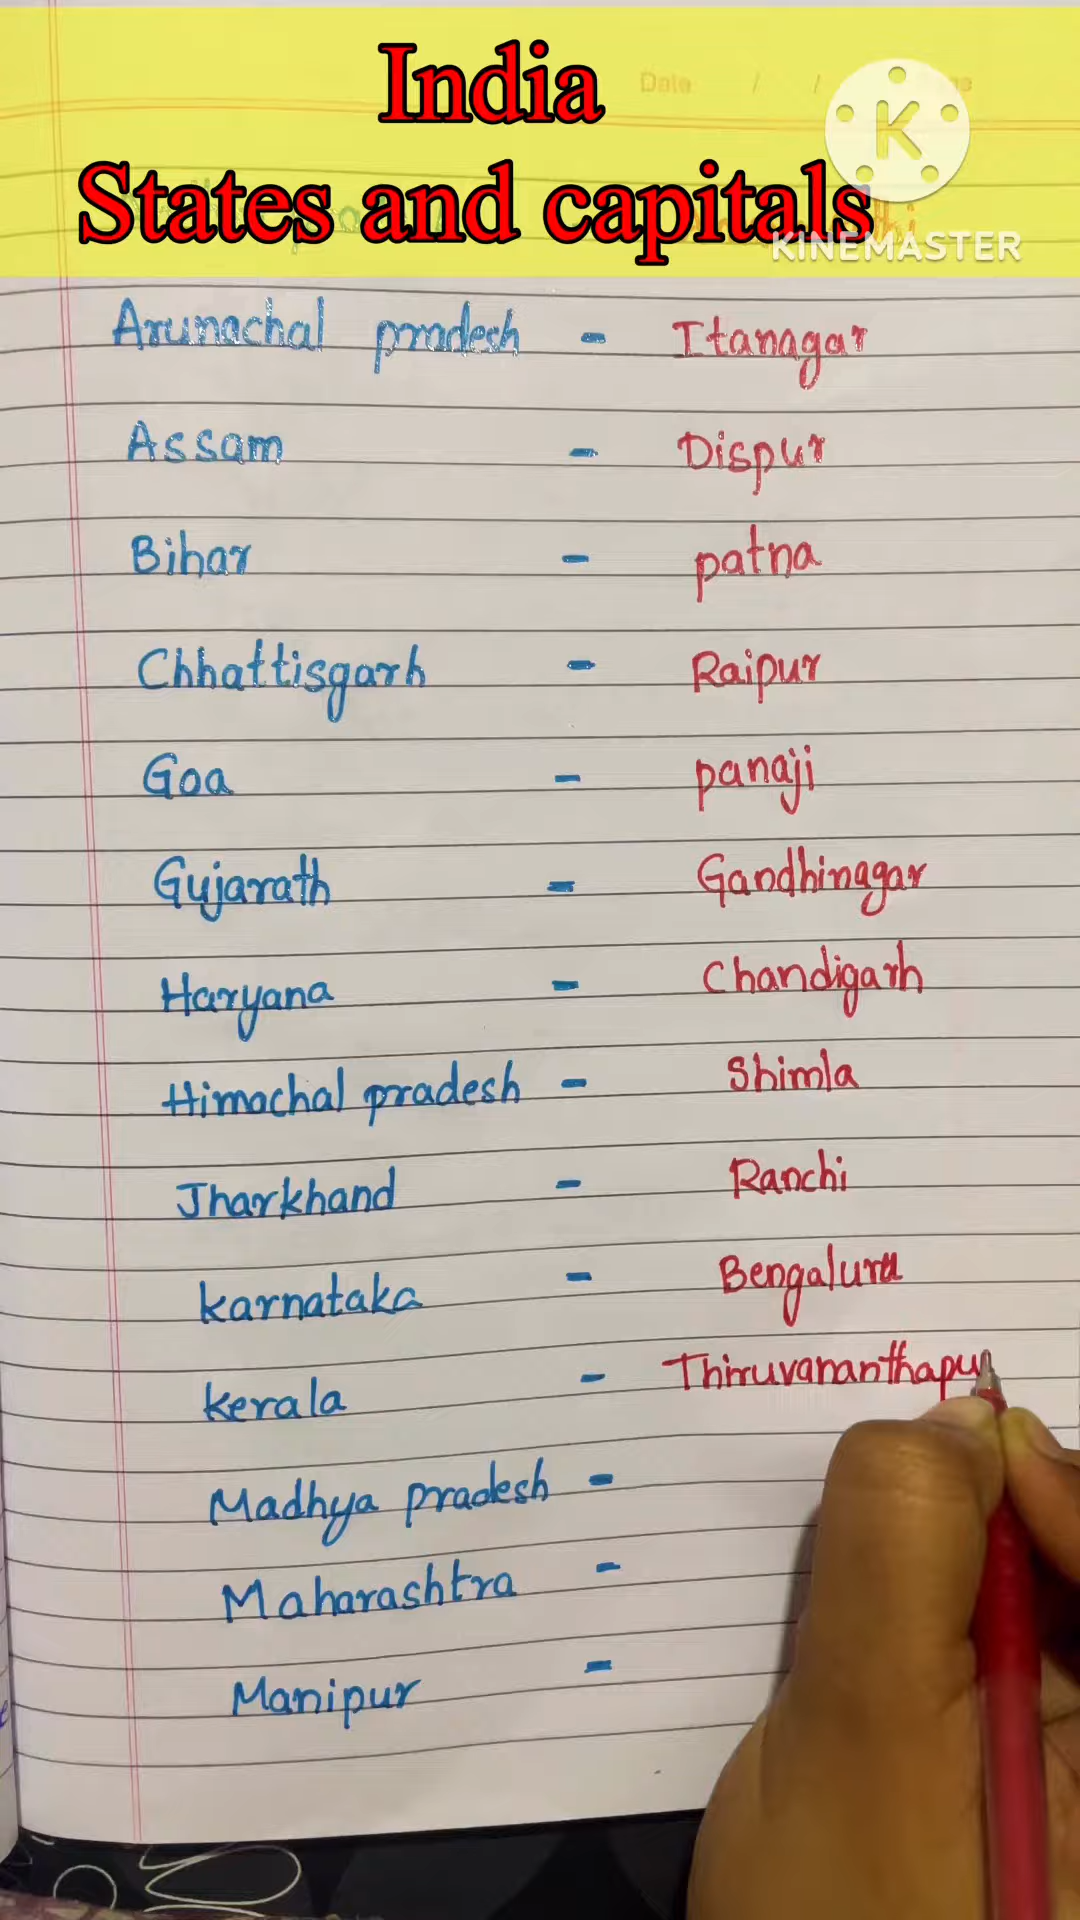 India
Date / /
States and capitals
KINEMASTER
Arunachal pradesh - Itanagar
Assam - Dispur
Bihar - patna
Chhattisgarh - Raipur
Goa - panaji
Gujarath - Gandhinagar
Haryana - Chandigarh
Himachal pradesh - Shimla
Jharkhand - Ranchi
karnataka - Bengaluru
kerala - Thiruvananthapu
Madhya pradesh -
Maharashtra -
Manipur -